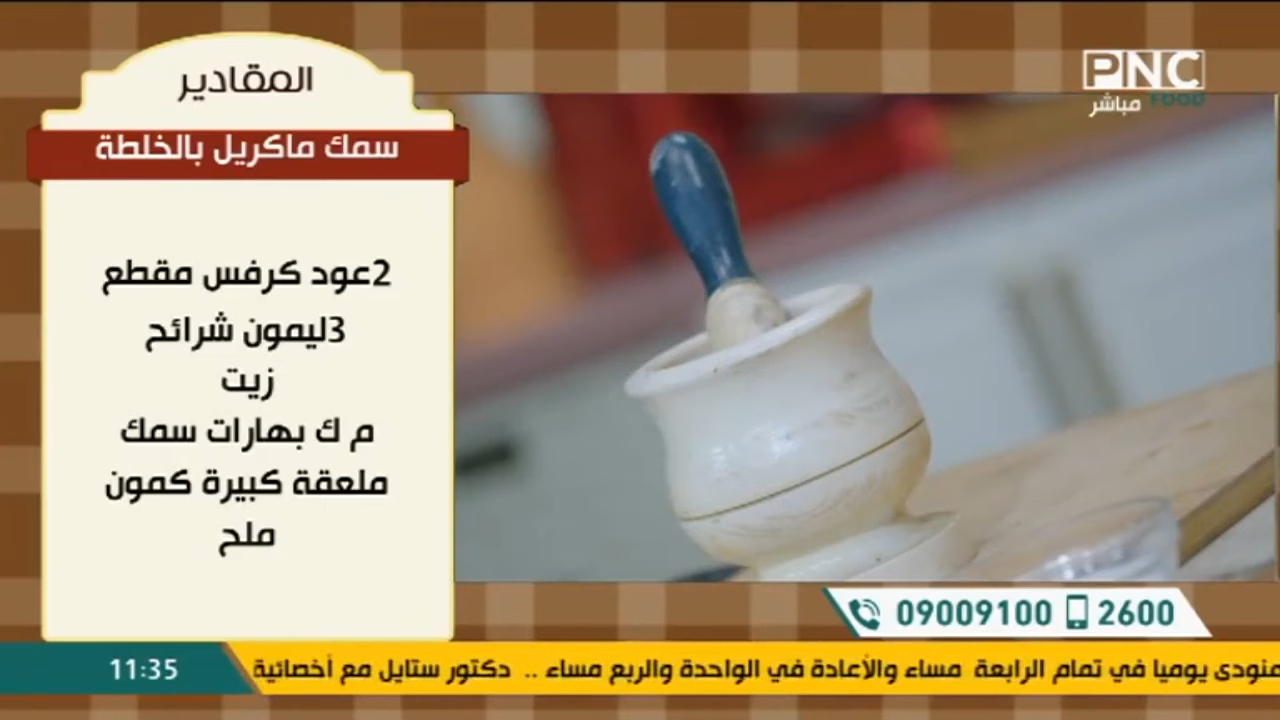 المقادير
سمك ماكريل بالخلطة
2عود كرفس مقطع
3ليمون شرائح
زيت
م ك بهارات سمك
ملعقة كبيرة كمون
ملح
PNC
FOOD
مباشر
09009100 2600
11:35
يوميا في تمام الرابعة مساء والأعادة في الواحدة والربع مساء .. دكتور ستايل مع أخصائية